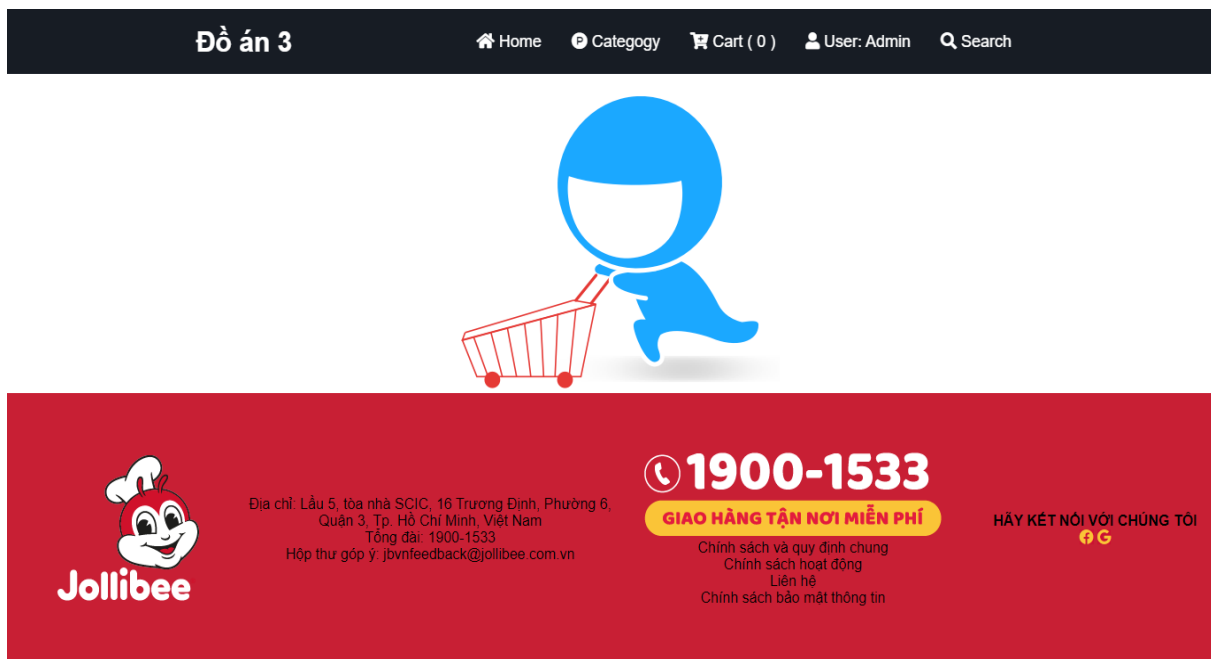 Đồ án 3
Home
Categogy
Cart ( 0 )
User: Admin
Search
Jollibee
Địa chỉ: Lầu 5, tòa nhà SCIC, 16 Trương Định, Phường 6,
Quận 3, Tp. Hồ Chí Minh, Việt Nam
Tổng đài: 1900-1533
Hộp thư góp ý: jbvnfeedback@jollibee.com.vn
1900-1533
GIAO HÀNG TẬN NƠI MIỄN PHÍ
Chính sách và quy định chung
Chính sách hoạt động
Liên hệ
Chính sách bảo mật thông tin
HÃY KẾT NỐI VỚI CHÚNG TÔI